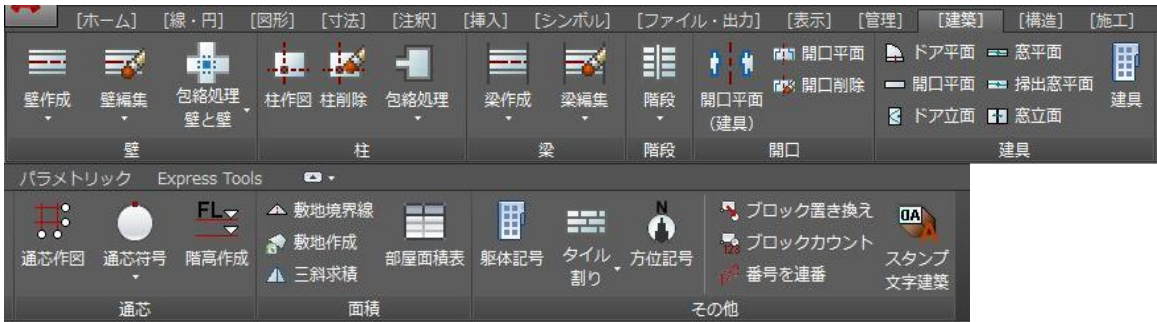 [ホーム] [線・円] [図形] [寸法] [注釈] [挿入] [シンボル] [ファイル・出力] [表示] [管理] [建築] [構造] [施工]
壁作成 壁編集 包絡処理 壁と壁
壁
柱作図 柱削除 包絡処理
柱
梁作成 梁編集
梁
階段
階段
開口平面 (建具)
開口平面
開口削除
開口
ドア平面 窓平面
開口平面 掃出窓平面
ドア立面 窓立面
建具
建具
パラメトリック Express Tools
通芯作図 通芯符号 FL 階高作成
通芯
敷地境界線
敷地作成
三斜求積
部屋面積表
面積
躯体記号 タイル割り N 方位記号
ブロック置き換え
ブロックカウント
123 番号を連番
スタンプ
文字建築
その他